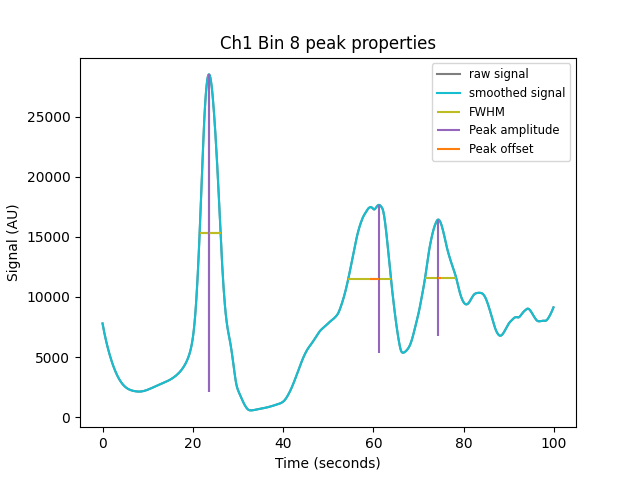 Ch1 Bin 8 peak properties
raw signal
smoothed signal
FWHM
Peak amplitude
Peak offset
Signal (AU)
25000
20000
15000
10000
5000
0
0 20 40 60 80 100
Time (seconds)